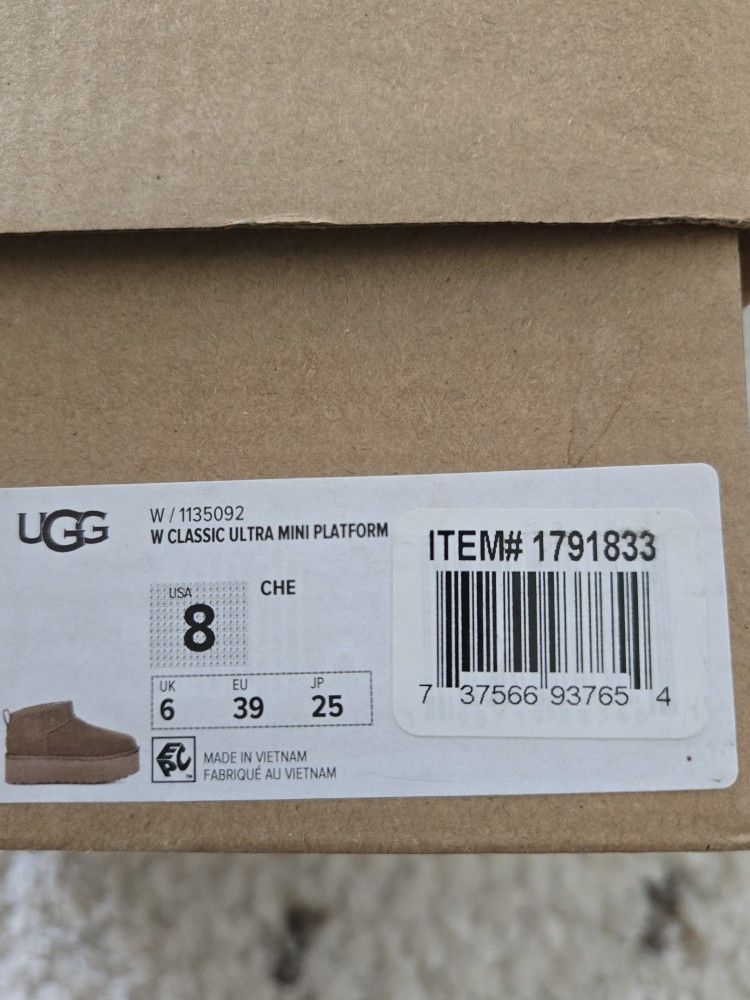 UGG
W / 1135092
W CLASSIC ULTRA MINI PLATFORM
USA
8
CHE
UK EU JP
6 39 25
EPC™
MADE IN VIETNAM
FABRIQUÉ AU VIETNAM
ITEM# 1791833
7 37566 93765 4